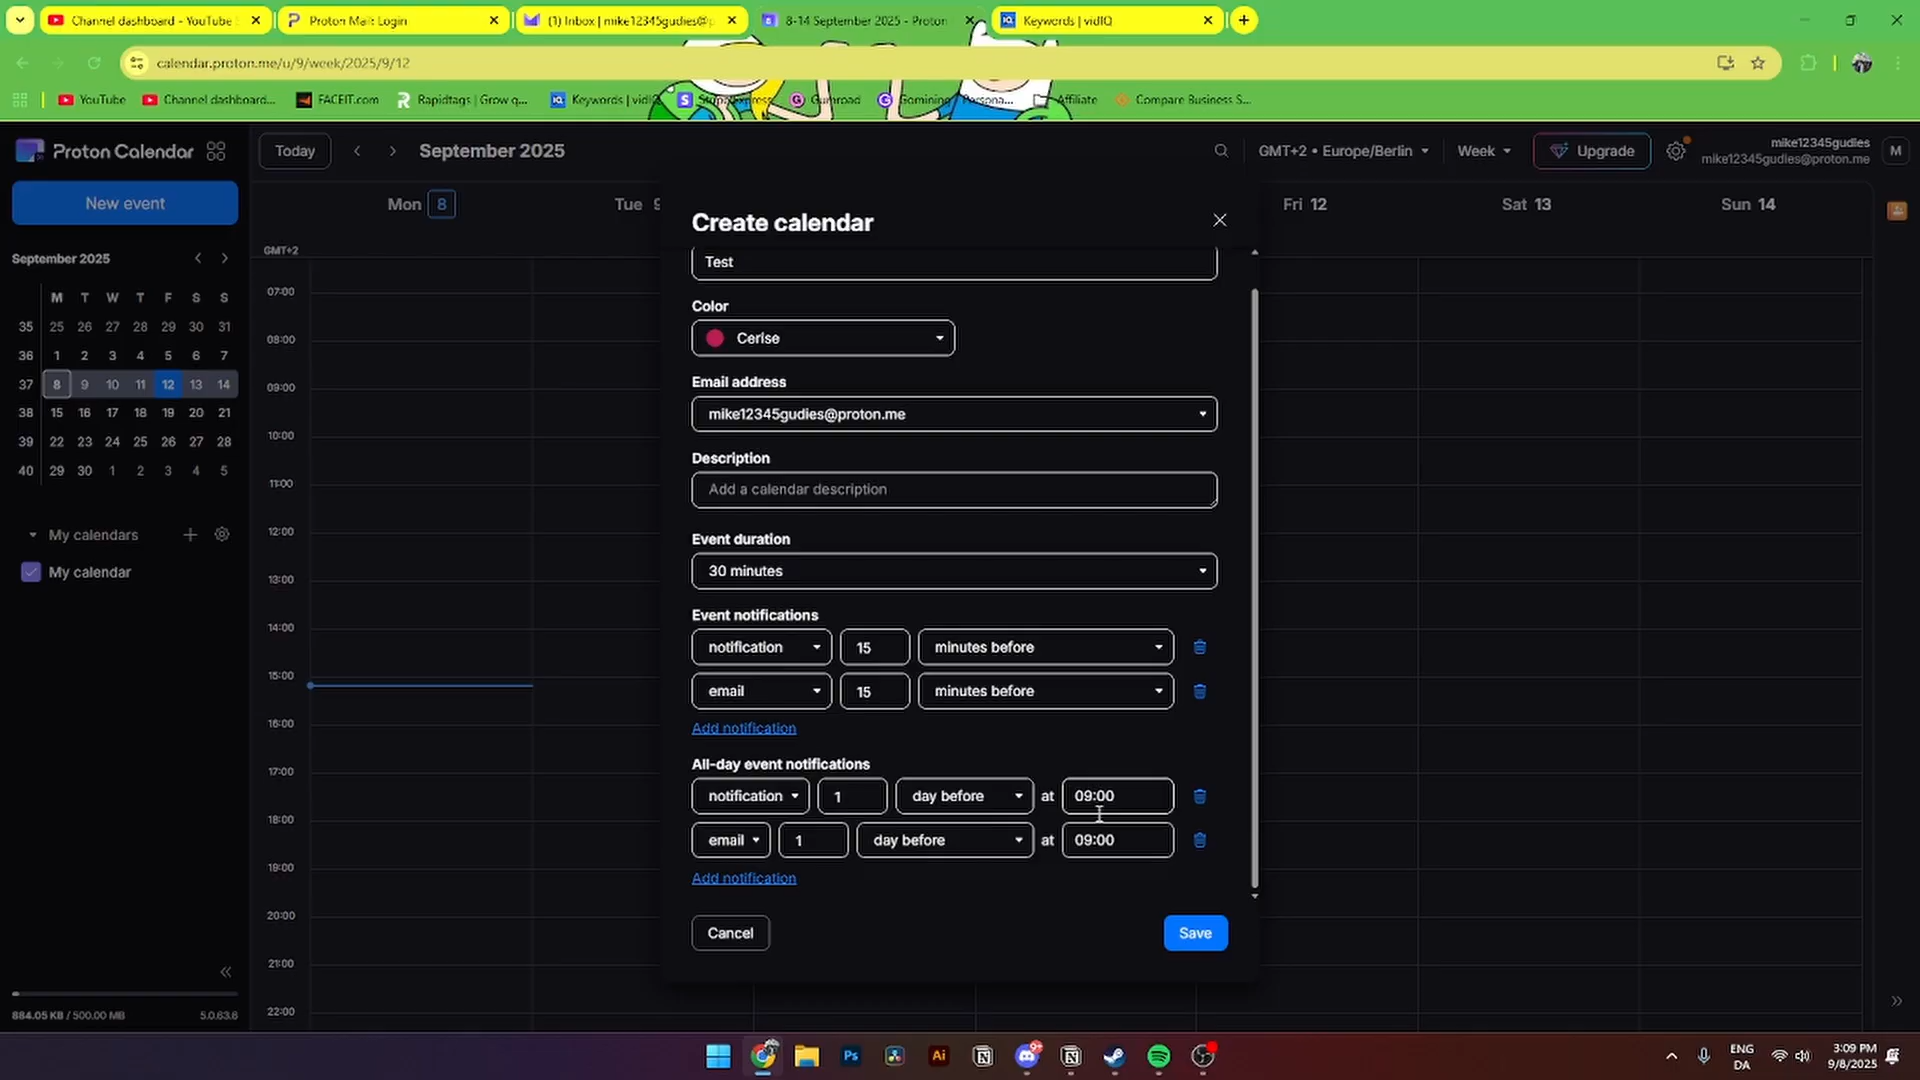 Channel dashboard - YouTube
Proton Mail: Login
(1) Inbox | mike12345gudies@p
8-14 September 2025 - Proton
Keywords | vidIQ
calendar.proton.me/u/9/week/2025/9/12
YouTube
Channel dashboard...
FACEIT.com
Rapidtags | Grow q...
Keywords | vidIQ
Gumroad
Gomining | Persona...
Affiliate
Compare Business S...
Proton Calendar
Today
September 2025
GMT+2 • Europe/Berlin
Week
Upgrade
mike12345gudies
mike12345gudies@proton.me
M
New event
Mon 8
Tue 9
Fri 12
Sat 13
Sun 14
GMT+2
September 2025
M T W T F S S
35 25 26 27 28 29 30 31
36 1 2 3 4 5 6 7
37 8 9 10 11 12 13 14
38 15 16 17 18 19 20 21
39 22 23 24 25 26 27 28
40 29 30 1 2 3 4 5
My calendars
My calendar
07:00
08:00
09:00
10:00
11:00
12:00
13:00
14:00
15:00
16:00
17:00
18:00
19:00
20:00
21:00
22:00
Create calendar
Test
Color
Cerise
Email address
mike12345gudies@proton.me
Description
Add a calendar description
Event duration
30 minutes
Event notifications
notification 15 minutes before
email 15 minutes before
Add notification
All-day event notifications
notification 1 day before at 09:00
email 1 day before at 09:00
Add notification
Cancel
Save
884.05 KB / 500.00 MB
5.0.63.6
Ps
Ai
9+
ENG
DA
3:09 PM
9/8/2025